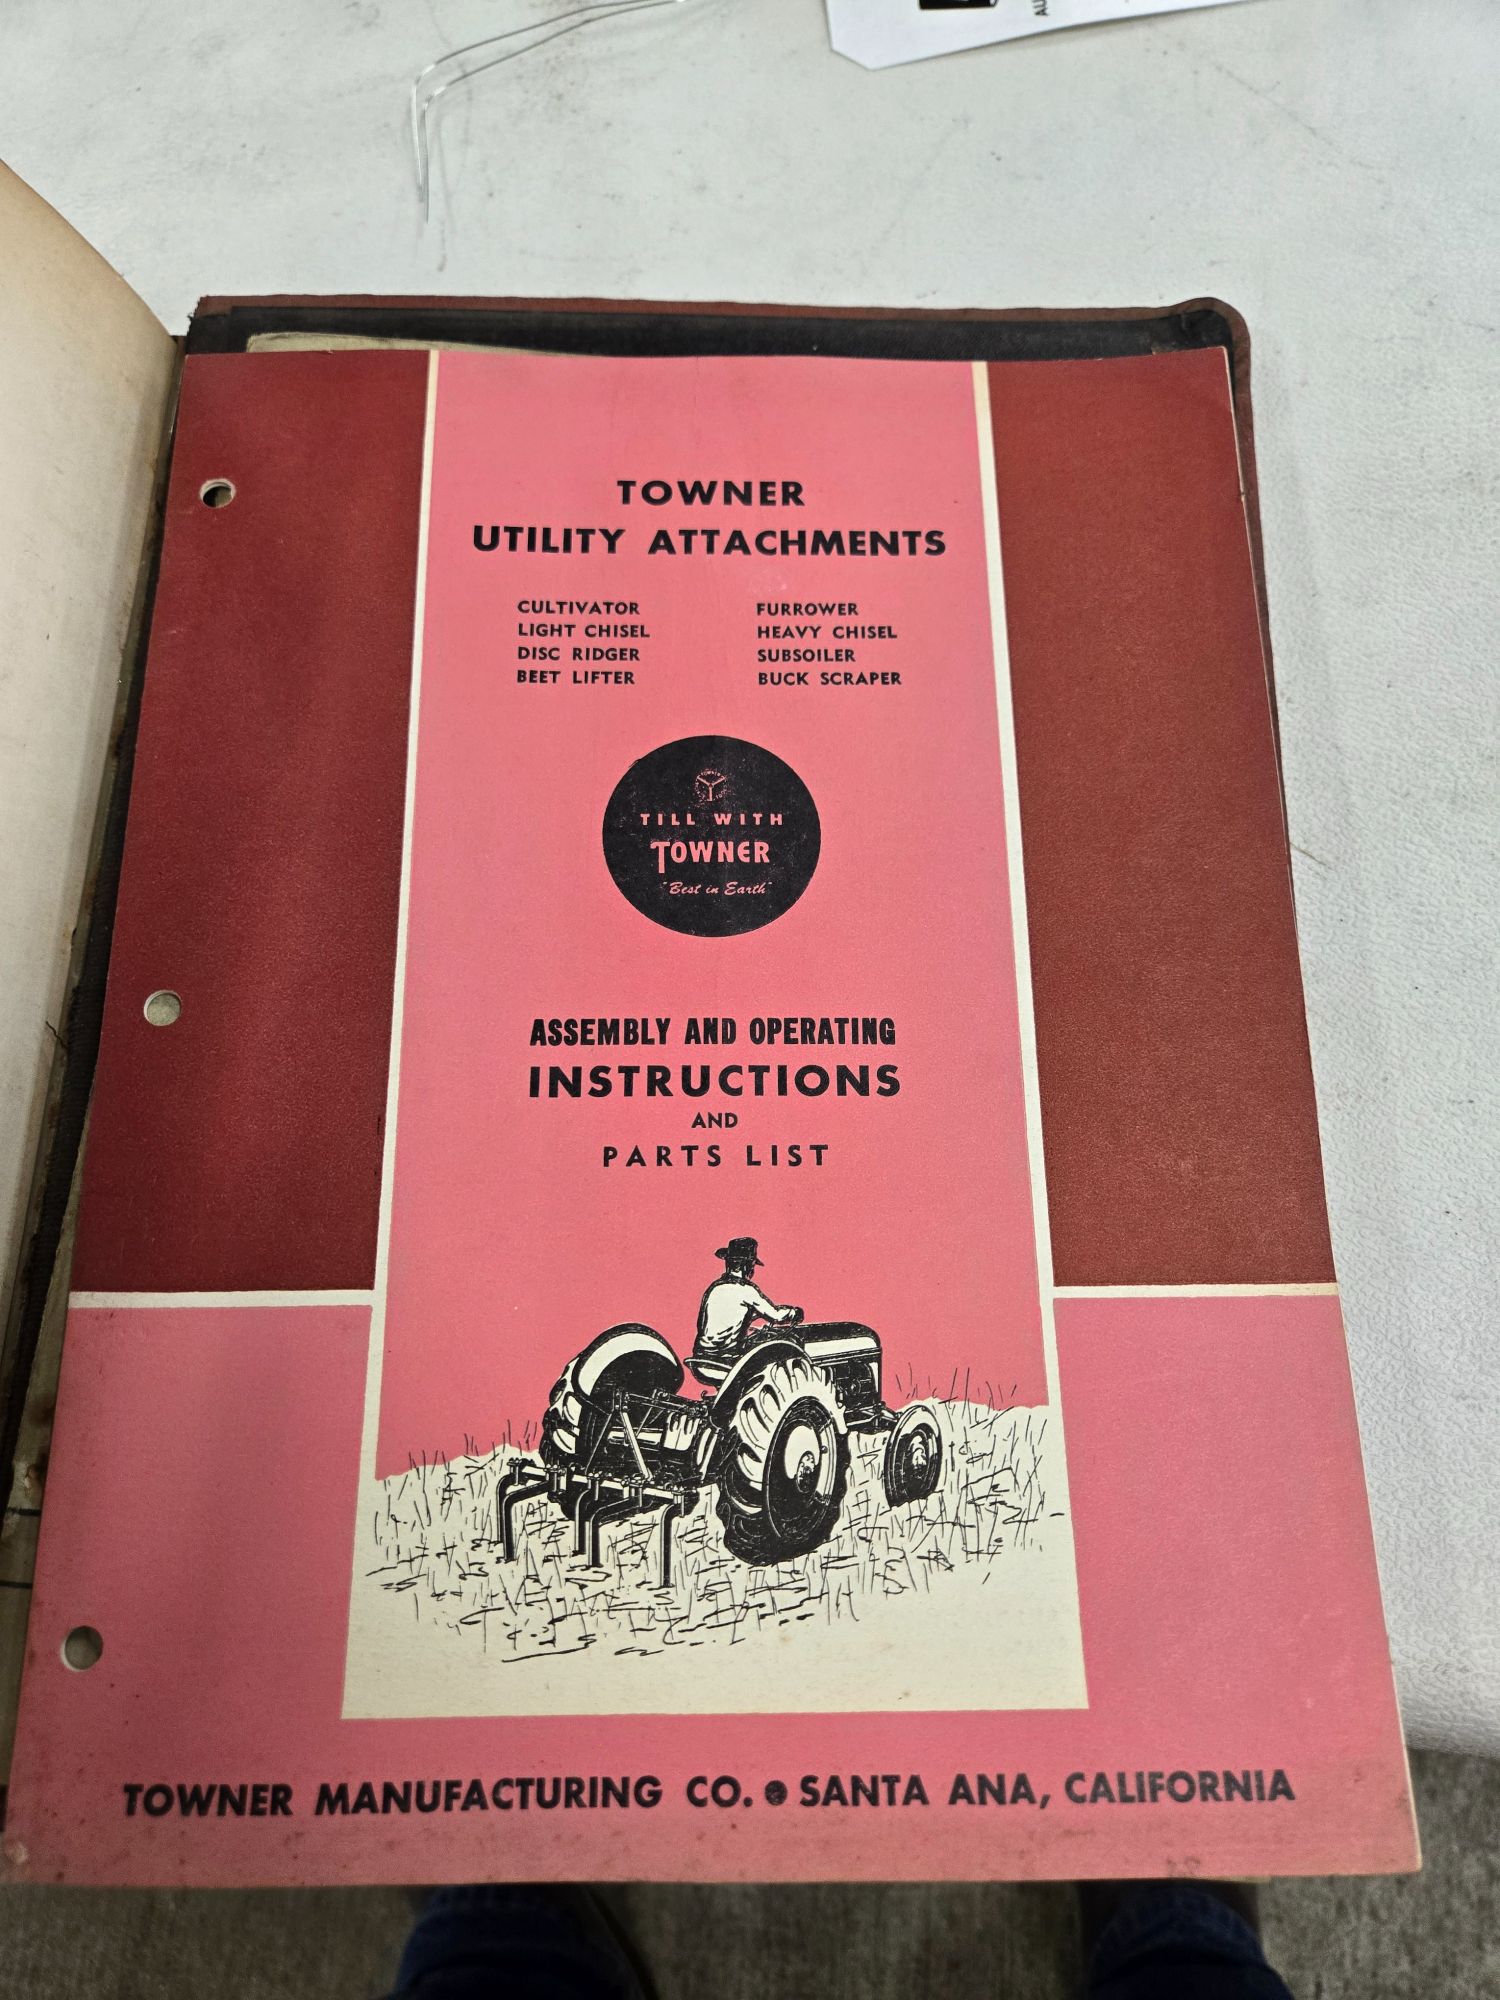 TOWNER
UTILITY ATTACHMENTS
CULTIVATOR
LIGHT CHISEL
DISC RIDGER
BEET LIFTER
FURROWER
HEAVY CHISEL
SUBSOILER
BUCK SCRAPER
TILL WITH
TOWNER
"Best in Earth"
ASSEMBLY AND OPERATING
INSTRUCTIONS
AND
PARTS LIST
TOWNER MANUFACTURING CO. ● SANTA ANA, CALIFORNIA